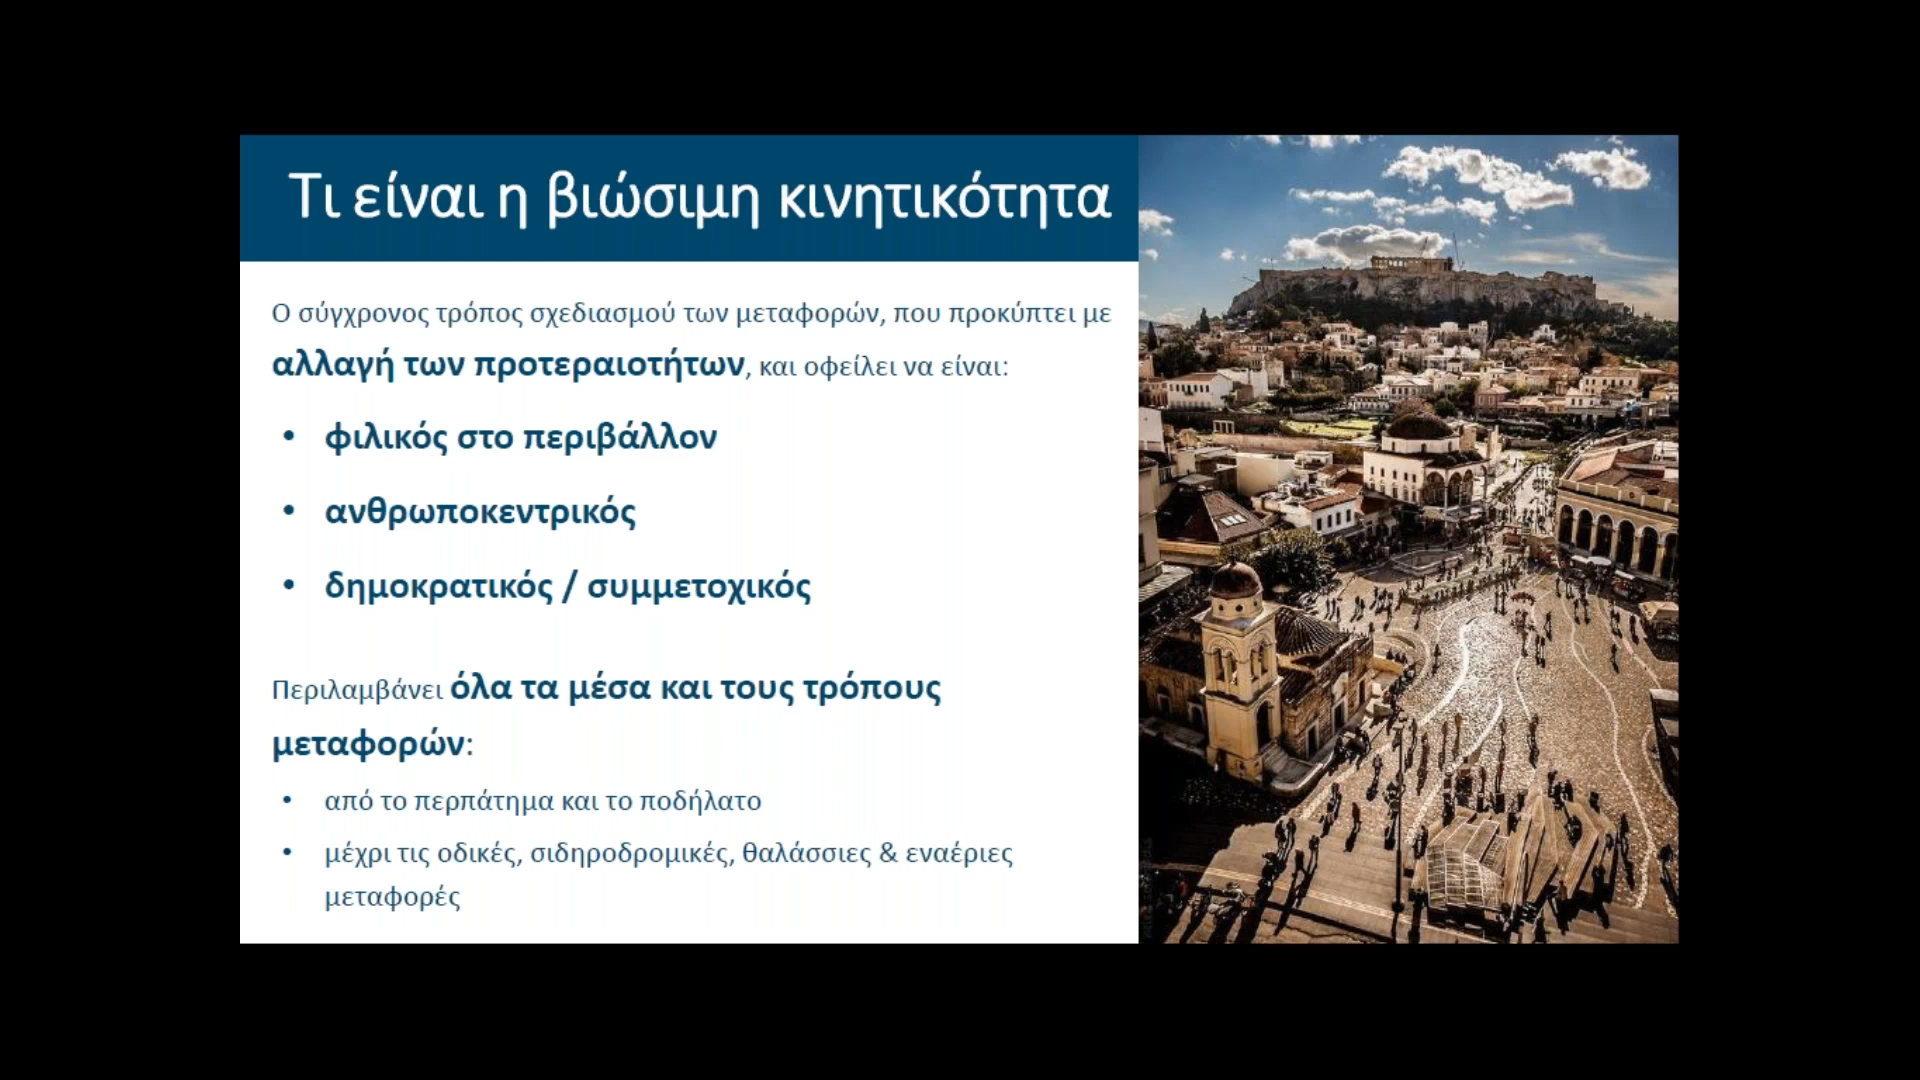 Τι είναι η βιώσιμη κινητικότητα
Ο σύγχρονος τρόπος σχεδιασμού των μεταφορών, που προκύπτει με
αλλαγή των προτεραιοτήτων, και οφείλει να είναι:
• φιλικός στο περιβάλλον
• ανθρωποκεντρικός
• δημοκρατικός / συμμετοχικός
Περιλαμβάνει όλα τα μέσα και τους τρόπους
μεταφορών:
• από το περπάτημα και το ποδήλατο
• μέχρι τις οδικές, σιδηροδρομικές, θαλάσσιες & εναέριες
μεταφορές